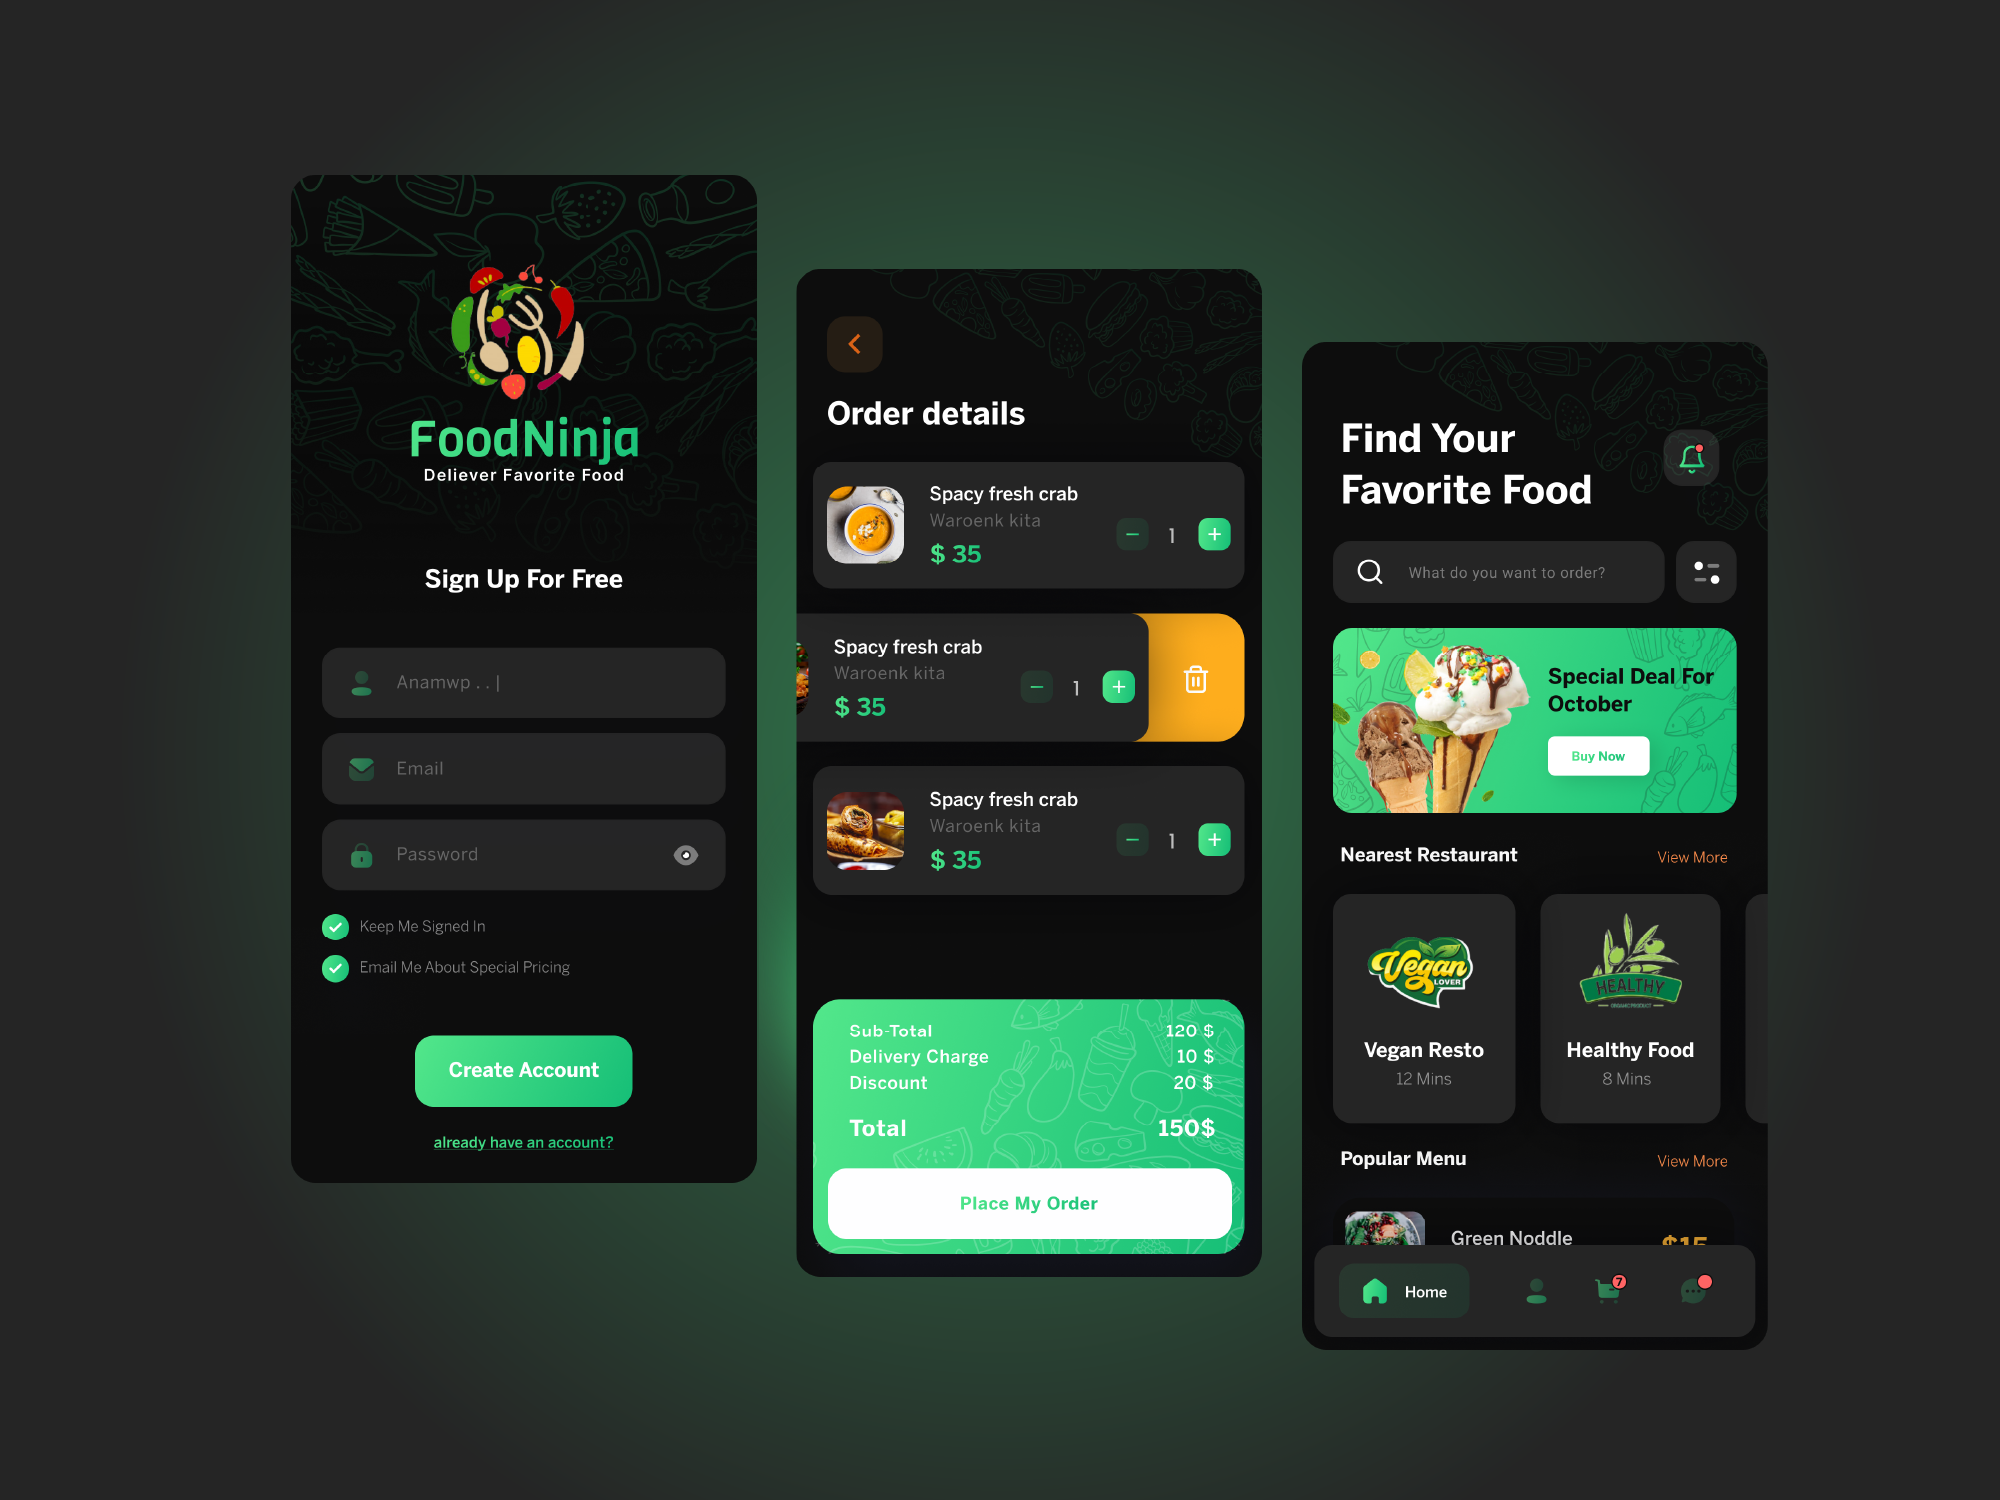 FoodNinja
Deliever Favorite Food
Sign Up For Free
Anamwp . . |
Email
Password
Keep Me Signed In
Email Me About Special Pricing
Create Account
already have an account?
Order details
Spacy fresh crab
Waroenk kita
$ 35
1
Spacy fresh crab
Waroenk kita
$ 35
1
Spacy fresh crab
Waroenk kita
$ 35
1
Sub-Total 120 $
Delivery Charge 10 $
Discount 20 $
Total 150$
Place My Order
Find Your
Favorite Food
What do you want to order?
Special Deal For
October
Buy Now
Nearest Restaurant View More
Vegan
LOVER
Vegan Resto
12 Mins
HEALTHY
ORGANIC PRODUCT
Healthy Food
8 Mins
Popular Menu View More
Green Noddle $15
Home
7